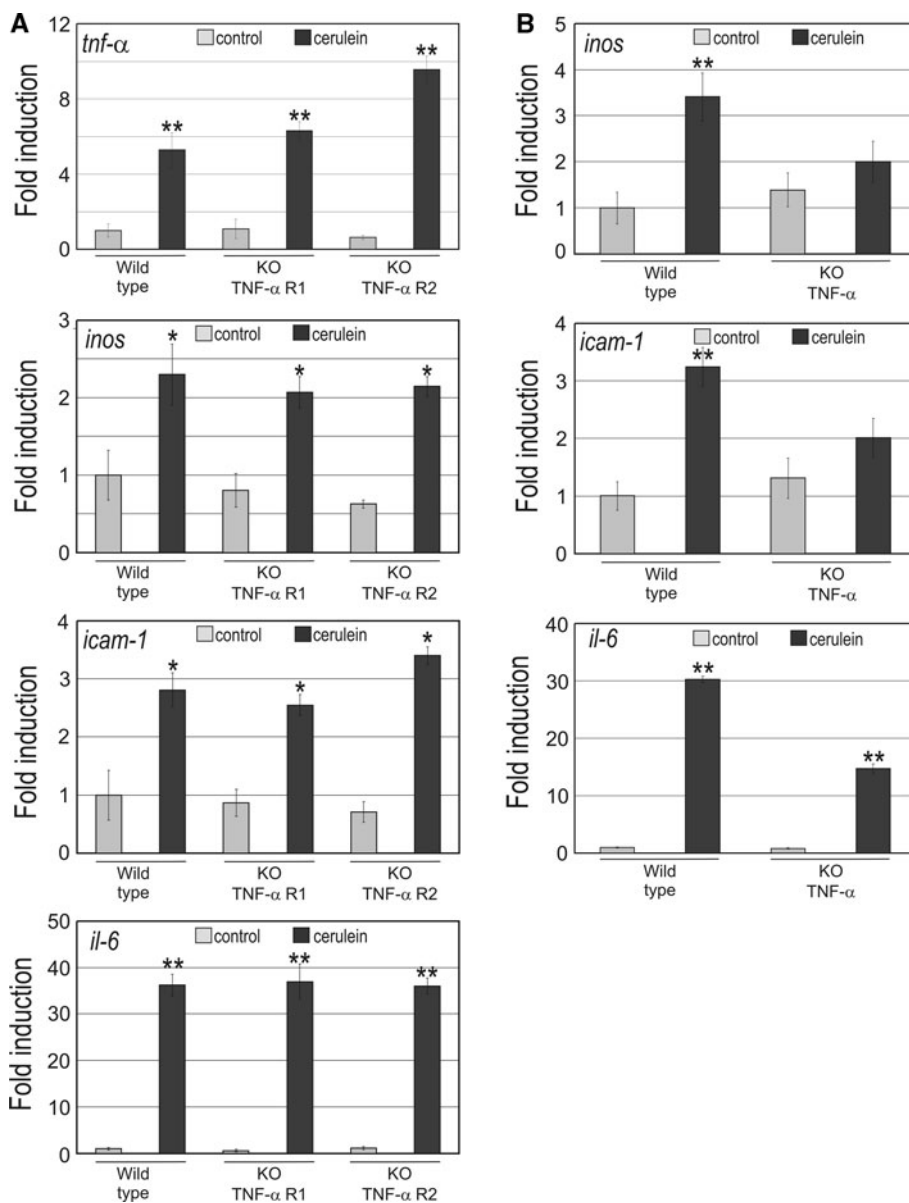 A
tnf-α
control cerulein
12
8
4
0
Fold induction
**
**
**
Wild type
KO TNF-α R1
KO TNF-α R2
inos
control cerulein
3
2
1
0
Fold induction
*
*
*
Wild type
KO TNF-α R1
KO TNF-α R2
icam-1
control cerulein
4
3
2
1
0
Fold induction
*
*
*
Wild type
KO TNF-α R1
KO TNF-α R2
il-6
control cerulein
50
40
30
20
10
0
Fold induction
**
**
**
Wild type
KO TNF-α R1
KO TNF-α R2
B
inos
control cerulein
5
4
3
2
1
0
Fold induction
**
Wild type
KO TNF-α
icam-1
control cerulein
4
3
2
1
0
Fold induction
**
Wild type
KO TNF-α
il-6
control cerulein
40
30
20
10
0
Fold induction
**
**
Wild type
KO TNF-α